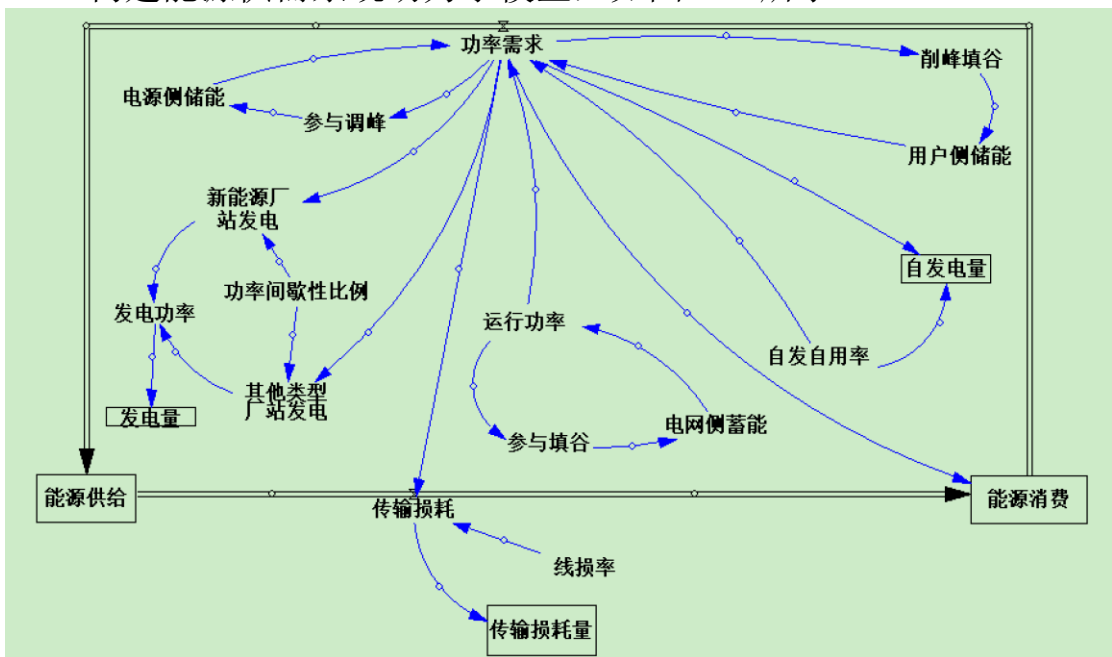 功率需求
削峰填谷
电源侧储能
参与调峰
用户侧储能
新能源厂
站发电
自发电量
功率间歇性比例
发电功率
运行功率
自发自用率
其他类型
厂站发电
发电量
电网侧蓄能
参与填谷
能源供给
能源消费
传输损耗
线损率
传输损耗量